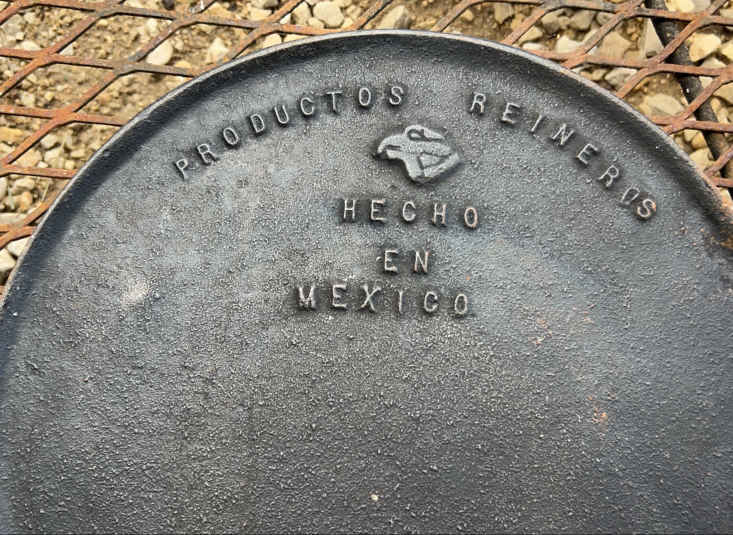 PRODUCTOS REINEROS
HECHO
EN
MEXICO